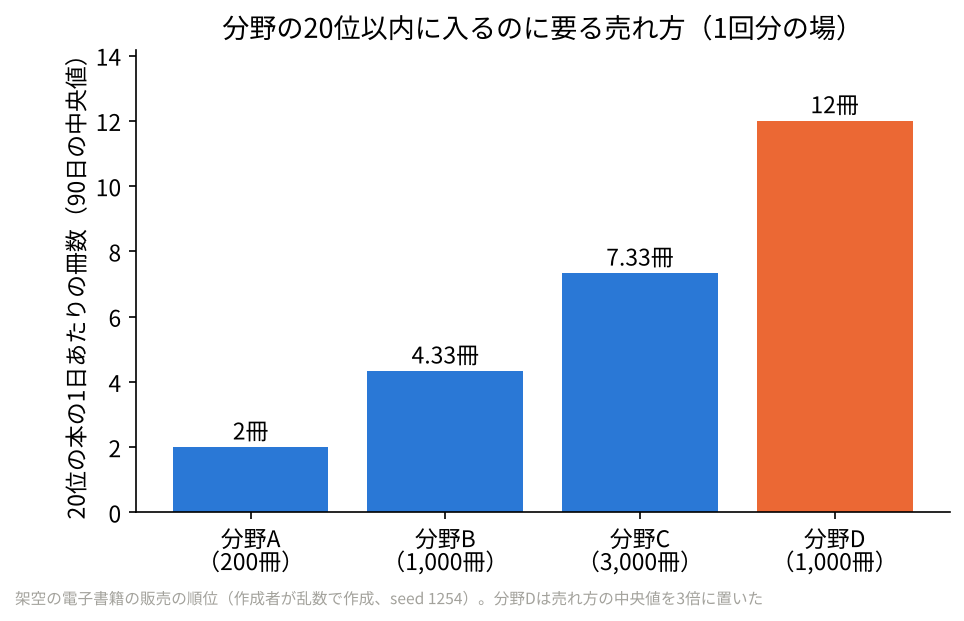 分野の20位以内に入るのに要る売れ方（1回分の場）
20位の本の1日あたりの冊数（90日の中央値）
14
12
10
8
6
4
2
0
2冊
4.33冊
7.33冊
12冊
分野A
（200冊）
分野B
（1,000冊）
分野C
（3,000冊）
分野D
（1,000冊）
架空の電子書籍の販売の順位（作成者が乱数で作成、seed 1254）。分野Dは売れ方の中央値を3倍に置いた